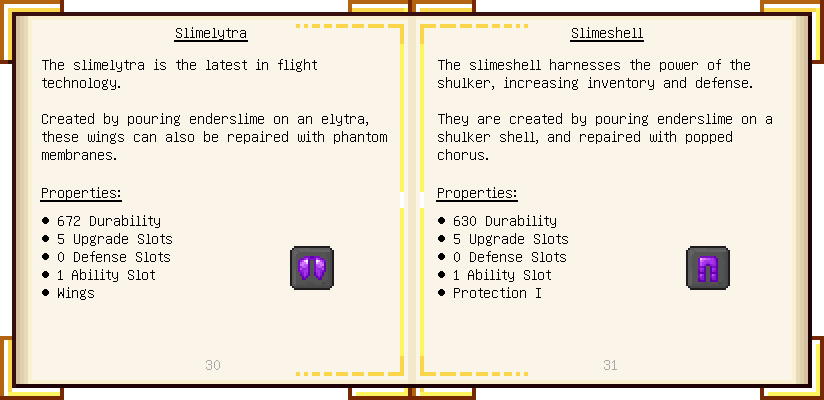 Slimelytra
The slimelytra is the latest in flight
technology.
Created by pouring enderslime on an elytra,
these wings can also be repaired with phantom
membranes.
Properties:
● 672 Durability
● 5 Upgrade Slots
● 0 Defense Slots
● 1 Ability Slot
● Wings
30
Slimeshell
The slimeshell harnesses the power of the
shulker, increasing inventory and defense.
They are created by pouring enderslime on a
shulker shell, and repaired with popped
chorus.
Properties:
● 630 Durability
● 5 Upgrade Slots
● 0 Defense Slots
● 1 Ability Slot
● Protection I
31